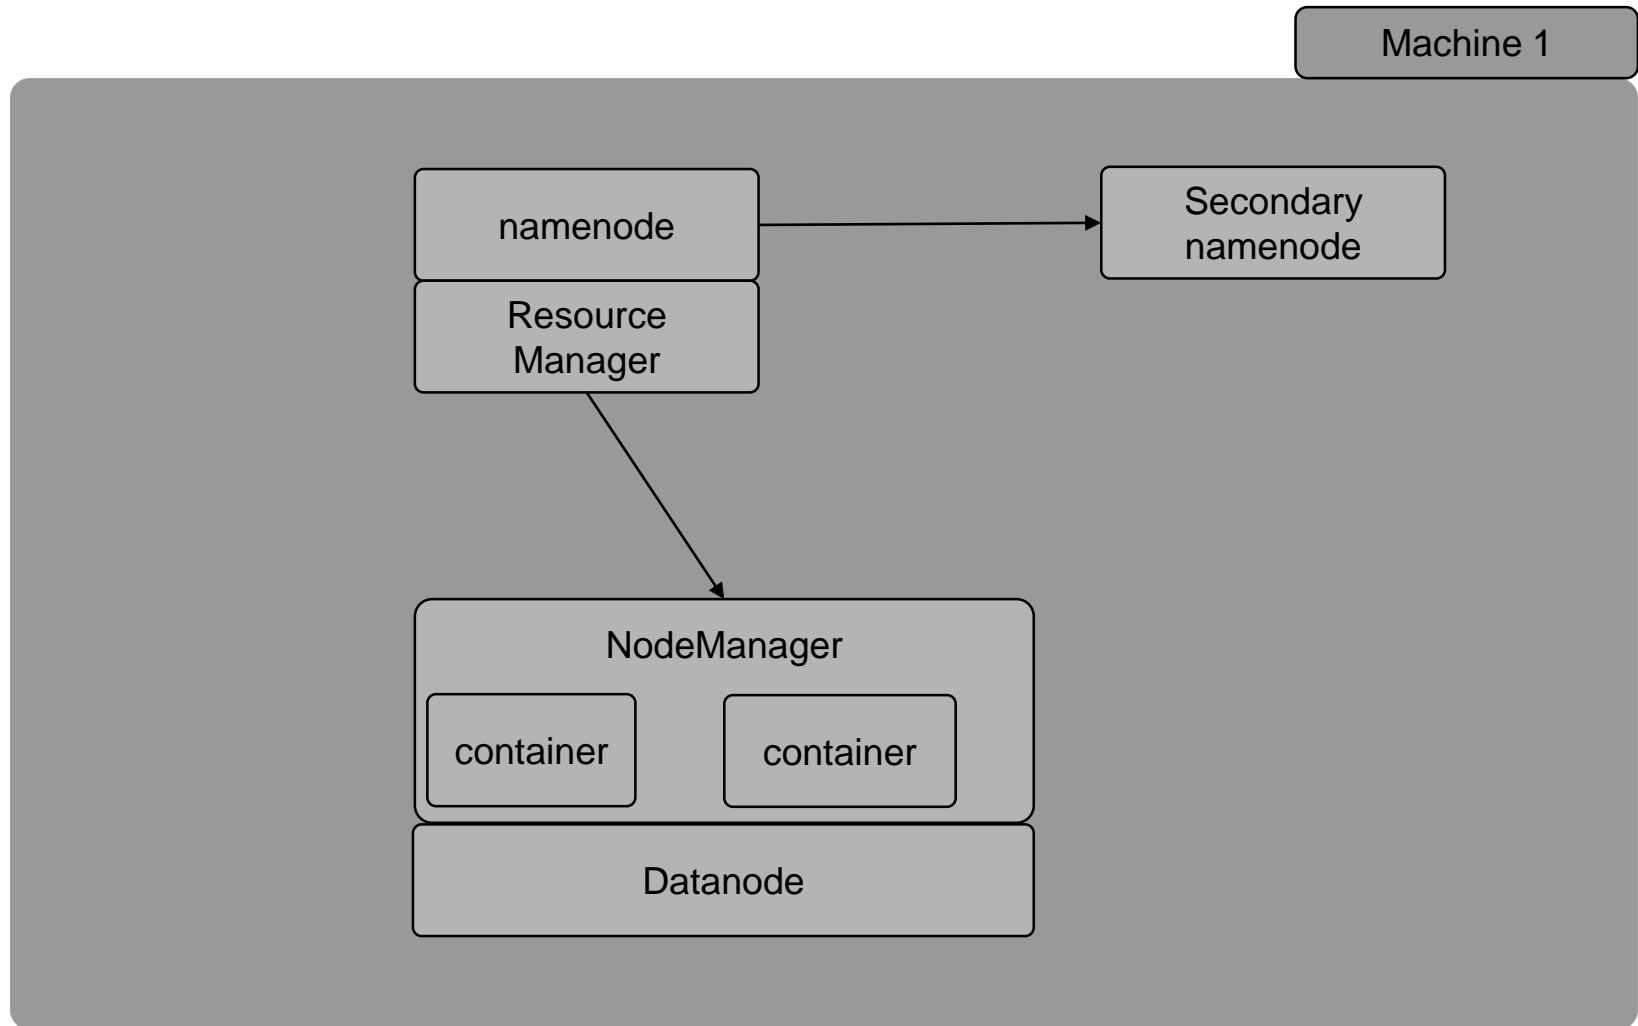 Machine 1
namenode
Secondary
namenode
Resource
Manager
NodeManager
container
container
Datanode